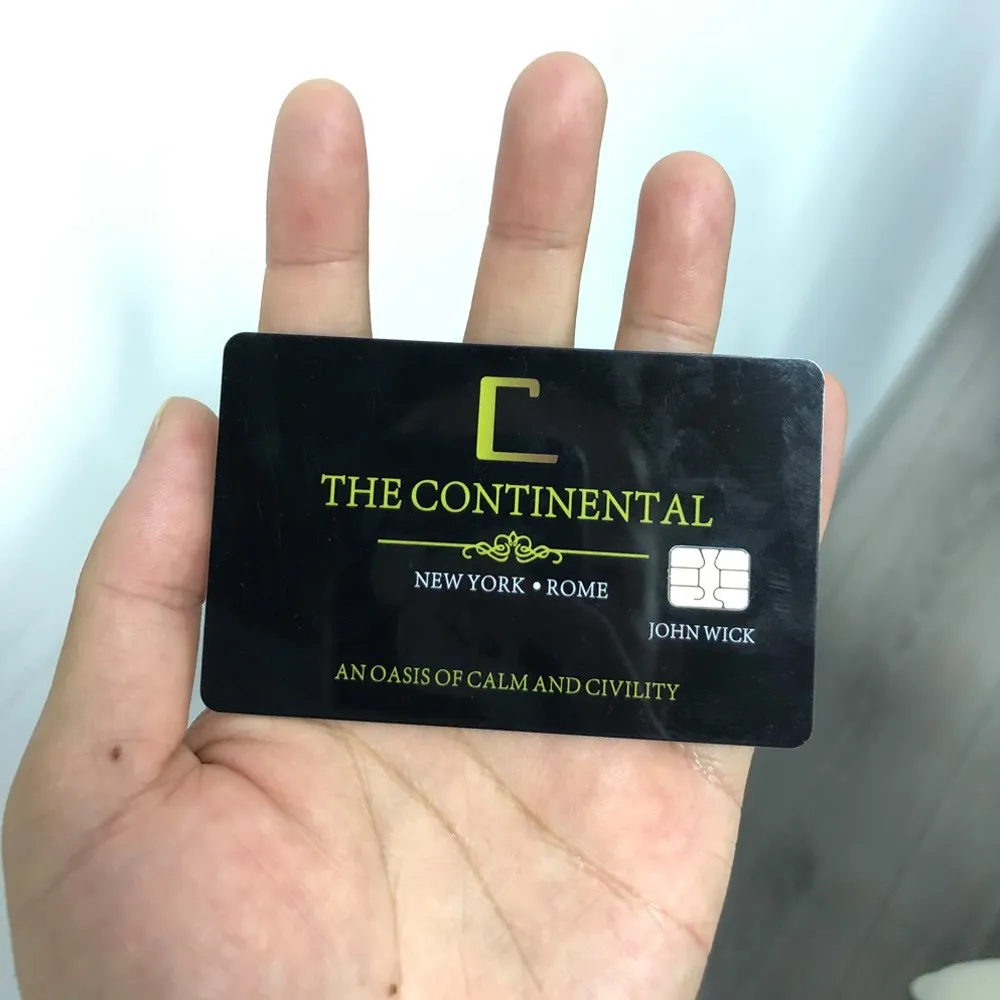 C
THE CONTINENTAL
NEW YORK • ROME
JOHN WICK
AN OASIS OF CALM AND CIVILITY